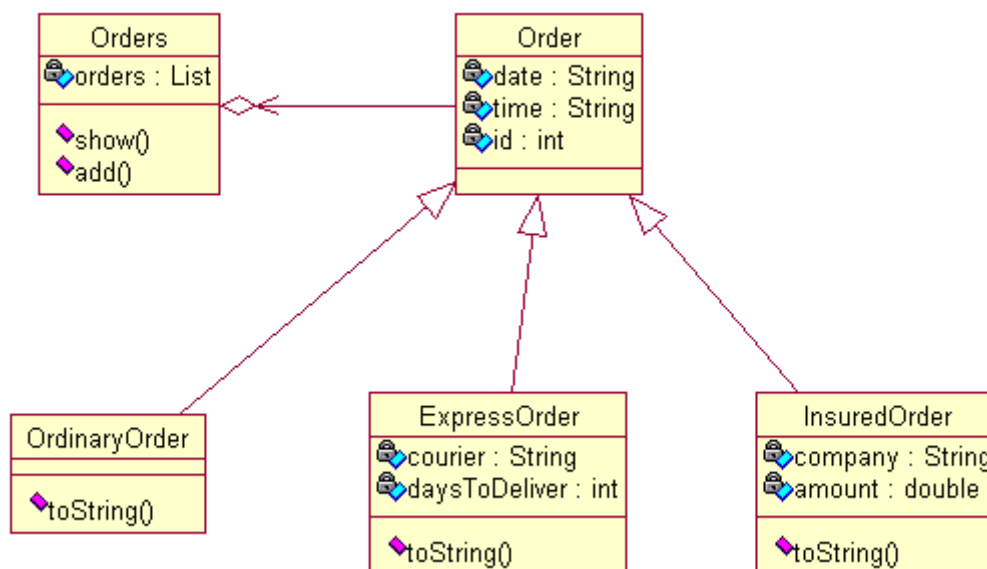 Orders
orders : List
show()
add()
Order
date : String
time : String
id : int
OrdinaryOrder
toString()
ExpressOrder
courier : String
daysToDeliver : int
toString()
InsuredOrder
company : String
amount : double
toString()